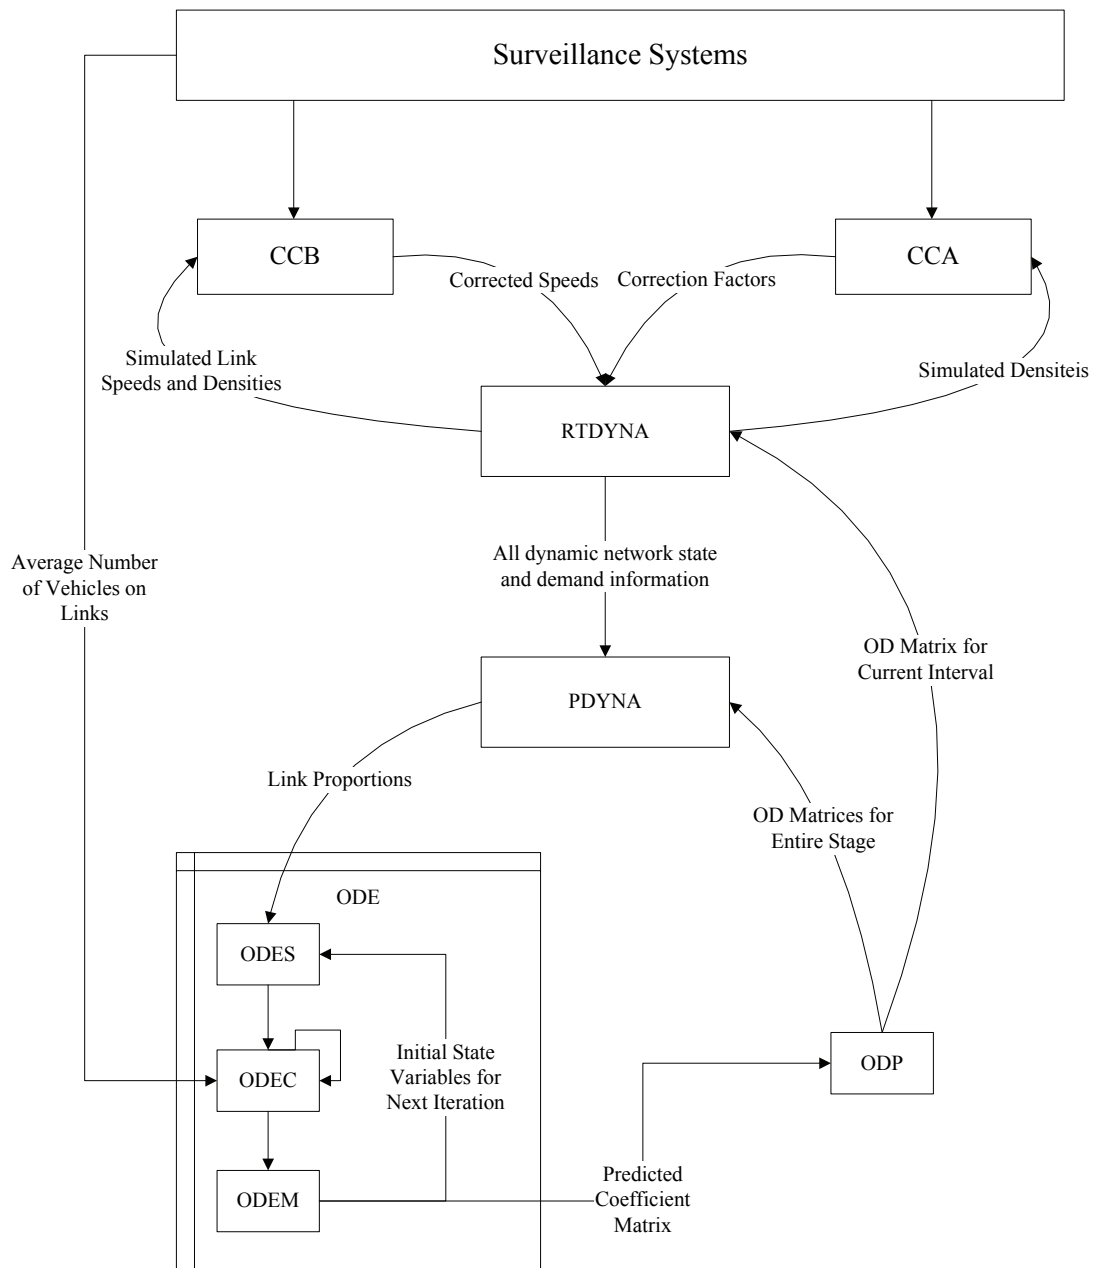 Surveillance Systems
CCB
CCA
Corrected Speeds
Correction Factors
Simulated Link
Speeds and Densities
Simulated Densiteis
RTDYNA
Average Number
of Vehicles on
Links
All dynamic network state
and demand information
OD Matrix for
Current Interval
PDYNA
Link Proportions
OD Matrices for
Entire Stage
ODE
ODES
Initial State
Variables for
Next Iteration
ODEC
ODP
ODEM
Predicted
Coefficient
Matrix